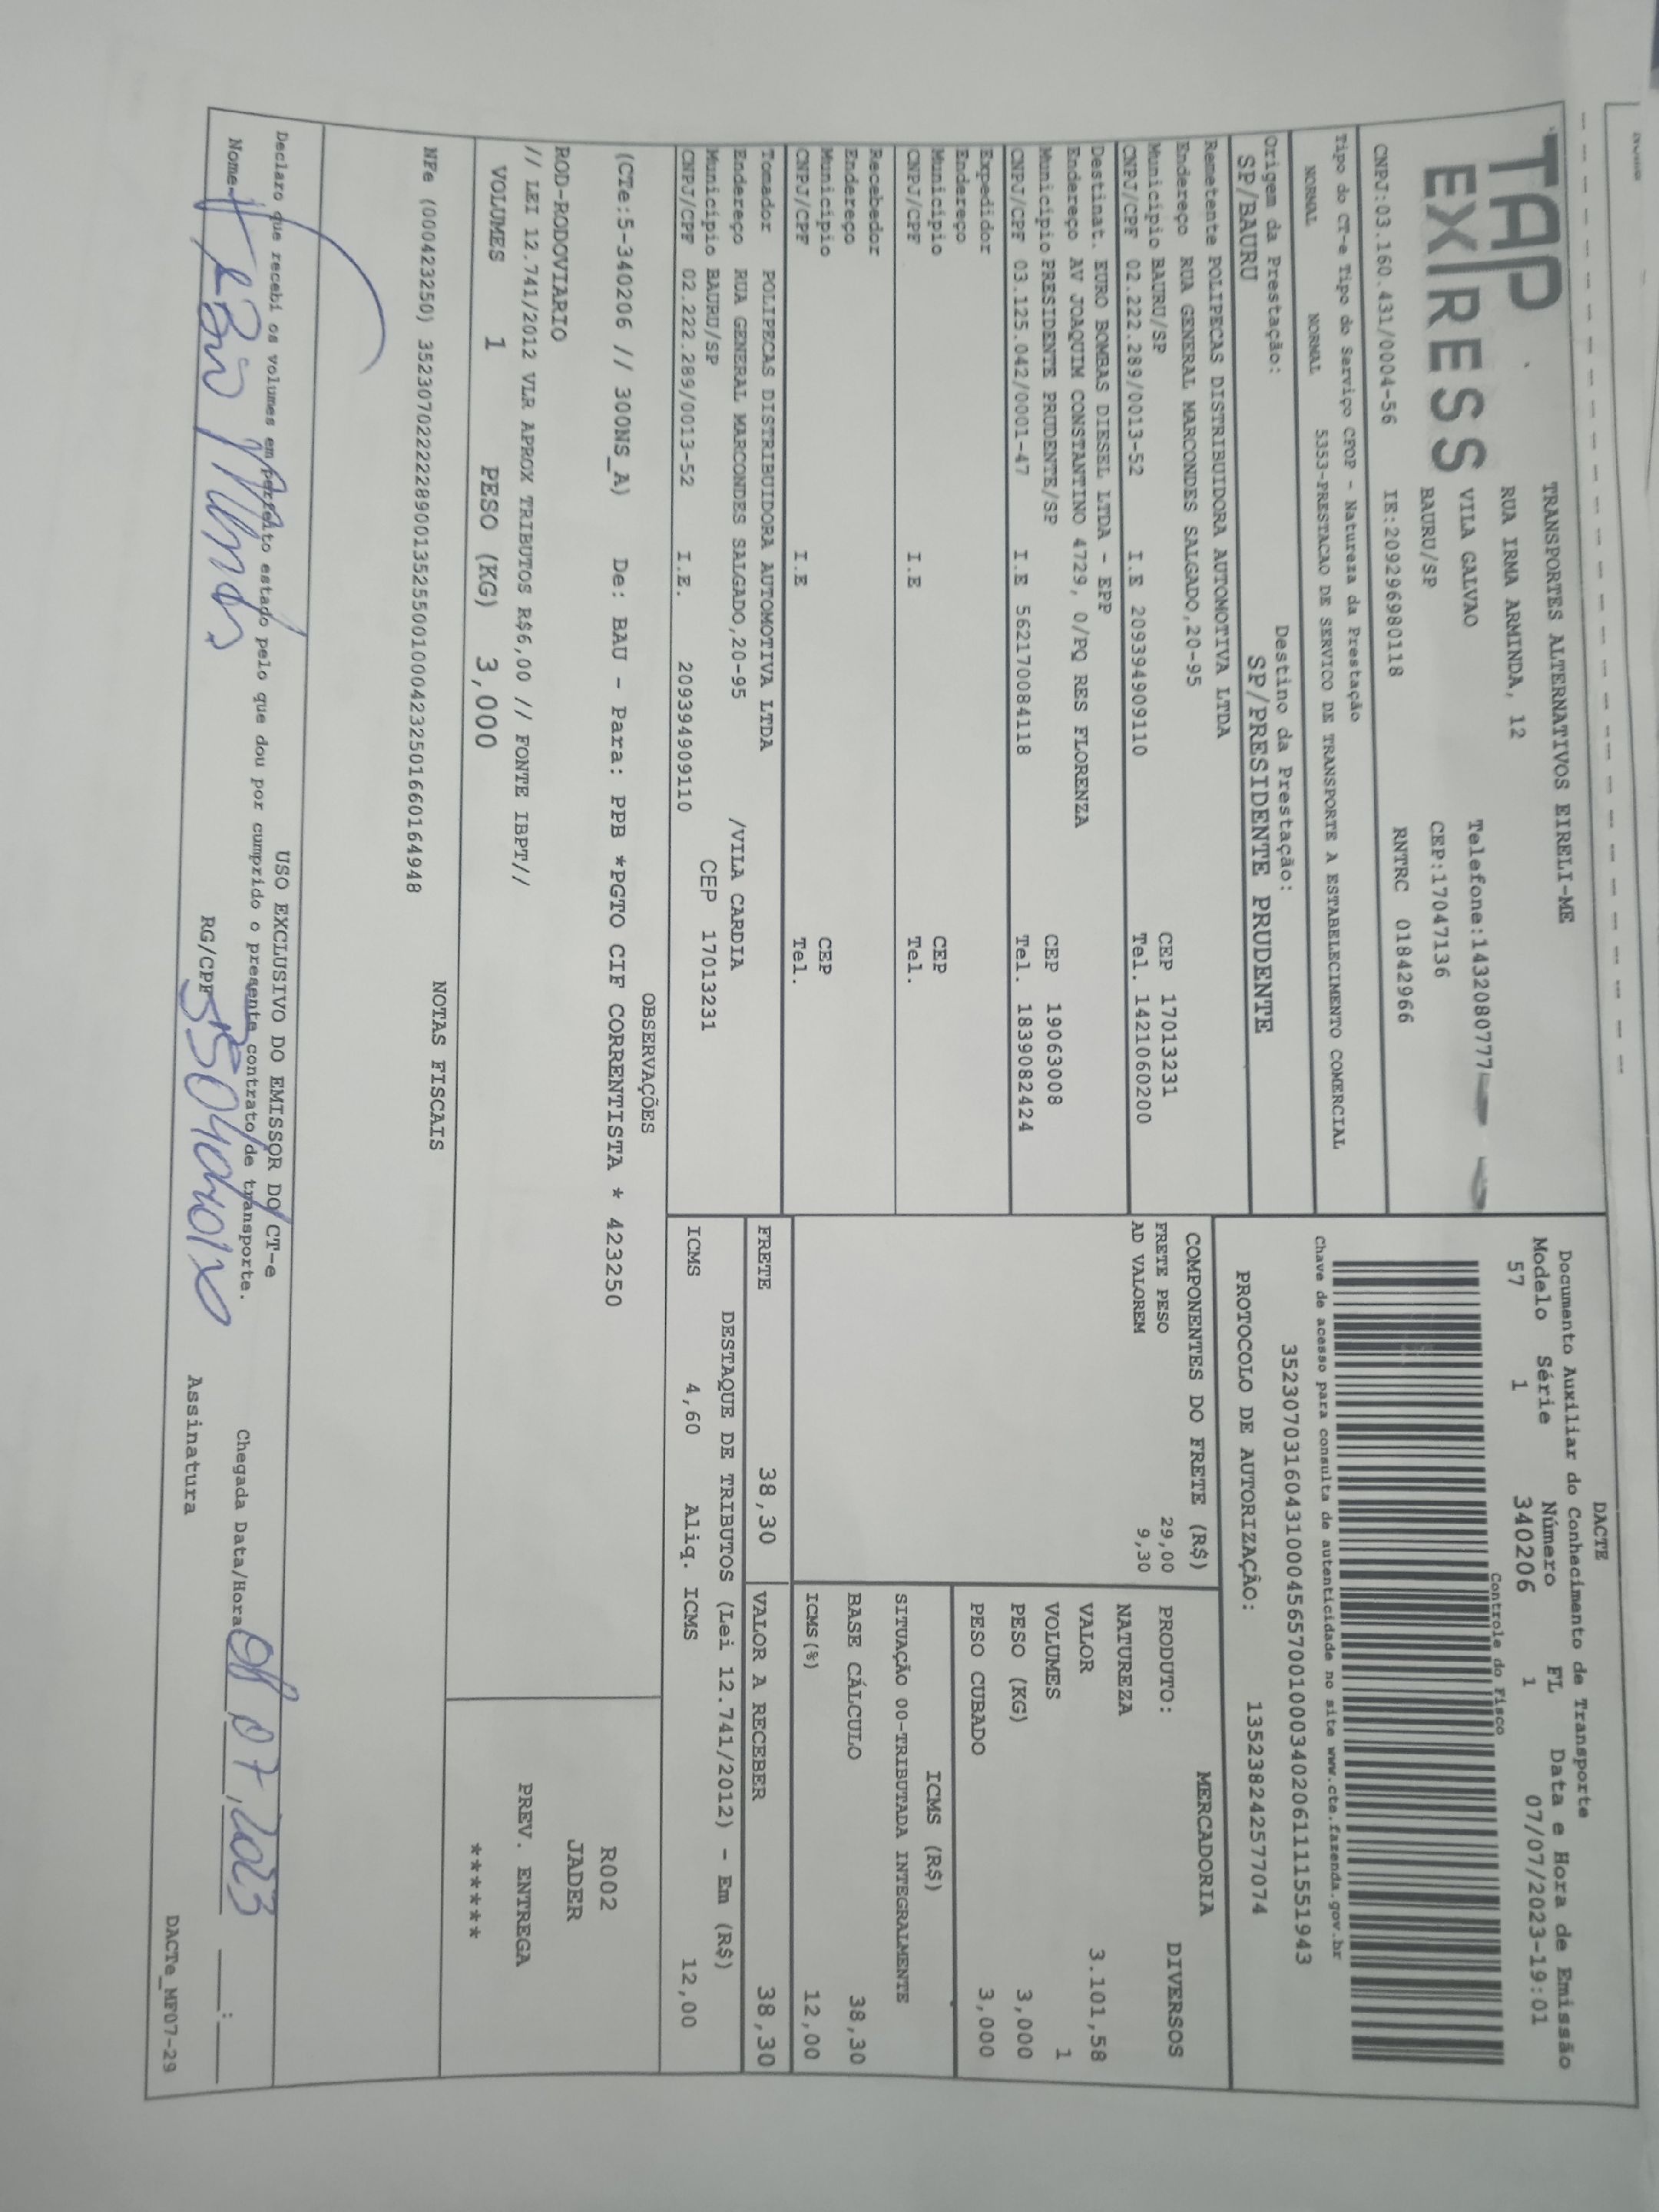 TAP EXPRESS
TRANSPORTES ALTERNATIVOS EIRELI-ME
RUA IRMA ARMINDA, 12
VILA GALVAO Telefone:1432080777
BAURU/SP CEP:17047136
CNPJ:03.160.431/0004-56 IE:209296980118 RNTRC 01842966
Tipo do CT-e Tipo do Serviço CFOP - Natureza da Prestação
NORMAL NORMAL 5353-PRESTACAO DE SERVICO DE TRANSPORTE A ESTABELECIMENTO COMERCIAL
Origem da Prestação: Destino da Prestação:
SP/BAURU SP/PRESIDENTE PRUDENTE
DACTE
Documento Auxiliar do Conhecimento de Transporte
Modelo Série Número FL Data e Hora de Emissão
57 1 340206 1 07/07/2023-19:01
Controle do Fisco
Chave de acesso para consulta de autenticidade no site www.cte.fazenda.gov.br
35230703160431000456570010003402061111551943
PROTOCOLO DE AUTORIZAÇÃO: 135238242577074
Remetente POLIPECAS DISTRIBUIDORA AUTOMOTIVA LTDA
Endereço RUA GENERAL MARCONDES SALGADO,20-95
Municipio BAURU/SP CEP 17013231
CNPJ/CPF 02.222.289/0013-52 I.E 209394909110 Tel. 1421060200
Destinat. EURO BOMBAS DIESEL LTDA - EPP
Endereço AV JOAQUIM CONSTANTINO 4729, 0/PQ RES FLORENZA
Municipio PRESIDENTE PRUDENTE/SP CEP 19063008
CNPJ/CPF 03.125.042/0001-47 I.E 562170084118 Tel. 1839082424
Expedidor
Endereço
Municipio CEP
CNPJ/CPF I.E Tel.
Recebedor
Endereço
Municipio CEP
CNPJ/CPF I.E Tel.
Tomador POLIPECAS DISTRIBUIDORA AUTOMOTIVA LTDA
Endereço RUA GENERAL MARCONDES SALGADO,20-95 /VILA CARDIA
Municipio BAURU/SP CEP 17013231
CNPJ/CPF 02.222.289/0013-52 I.E. 209394909110
COMPONENTES DO FRETE (R$)
FRETE PESO 29,00
AD VALOREM 9,30
MERCADORIA
PRODUTO: DIVERSOS
NATUREZA
VALOR 3.101,58
VOLUMES 1
PESO (KG) 3,000
PESO CUBADO 3,000
ICMS (R$)
SITUAÇÃO 00-TRIBUTADA INTEGRALMENTE
BASE CÁLCULO 38,30
ICMS(%) 12,00
FRETE 38,30 VALOR A RECEBER 38,30
DESTAQUE DE TRIBUTOS (Lei 12.741/2012) - Em (R$)
ICMS 4,60 Aliq. ICMS 12,00
OBSERVAÇÕES
(CTe:5-340206 // 300NS_A) De: BAU - Para: PPB *PGTO CIF CORRENTISTA * 423250
ROD-RODOVIARIO
// LEI 12.741/2012 VLR APROX TRIBUTOS R$6,00 // FONTE IBPT//
VOLUMES 1 PESO (KG) 3,000
R002
JADER
PREV. ENTREGA
******
NOTAS FISCAIS
NFe (000423250) 35230702222289001352550010004232501660164948
USO EXCLUSIVO DO EMISSOR DO CT-e
Declaro que recebi os volumes em perfeito estado pelo que dou por cumprido o presente contrato de transporte.
Nome RG/CPF Assinatura
Chegada Data/Hora 08 07, 2023 :
DACTe_MF07-29